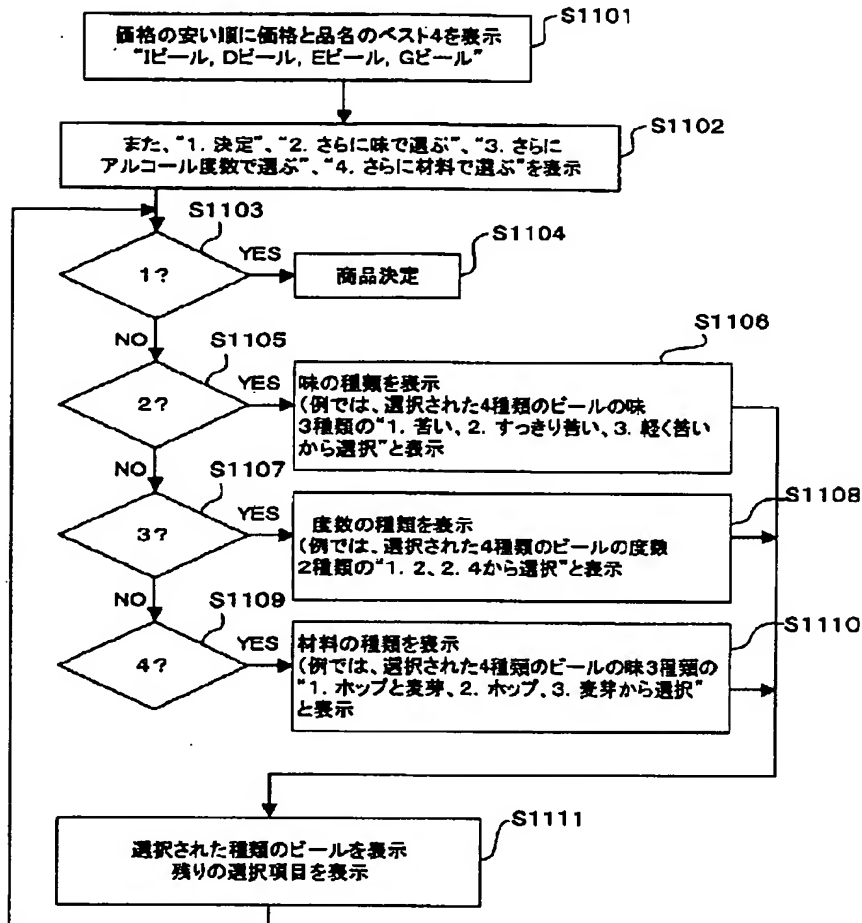 S1101
価格の安い順に価格と品名のベスト4を表示
“Iビール, Dビール, Eビール, Gビール”
S1102
また、“1. 決定”、“2. さらに味で選ぶ”、“3. さらに
アルコール度数で選ぶ”、“4. さらに材料で選ぶ”を表示
S1103
1?
YES
S1104
商品決定
NO
S1105
2?
YES
S1106
味の種類を表示
(例では、選択された4種類のビールの味
3種類の“1. 苦い、2. すっきり苦い、3. 軽く苦い
から選択”と表示
NO
S1107
3?
YES
S1108
度数の種類を表示
(例では、選択された4種類のビールの度数
2種類の“1. 2、2. 4から選択”と表示
NO
S1109
4?
YES
S1110
材料の種類を表示
(例では、選択された4種類のビールの味3種類の
“1. ホップと麦芽、2. ホップ、3. 麦芽から選択”
と表示
S1111
選択された種類のビールを表示
残りの選択項目を表示